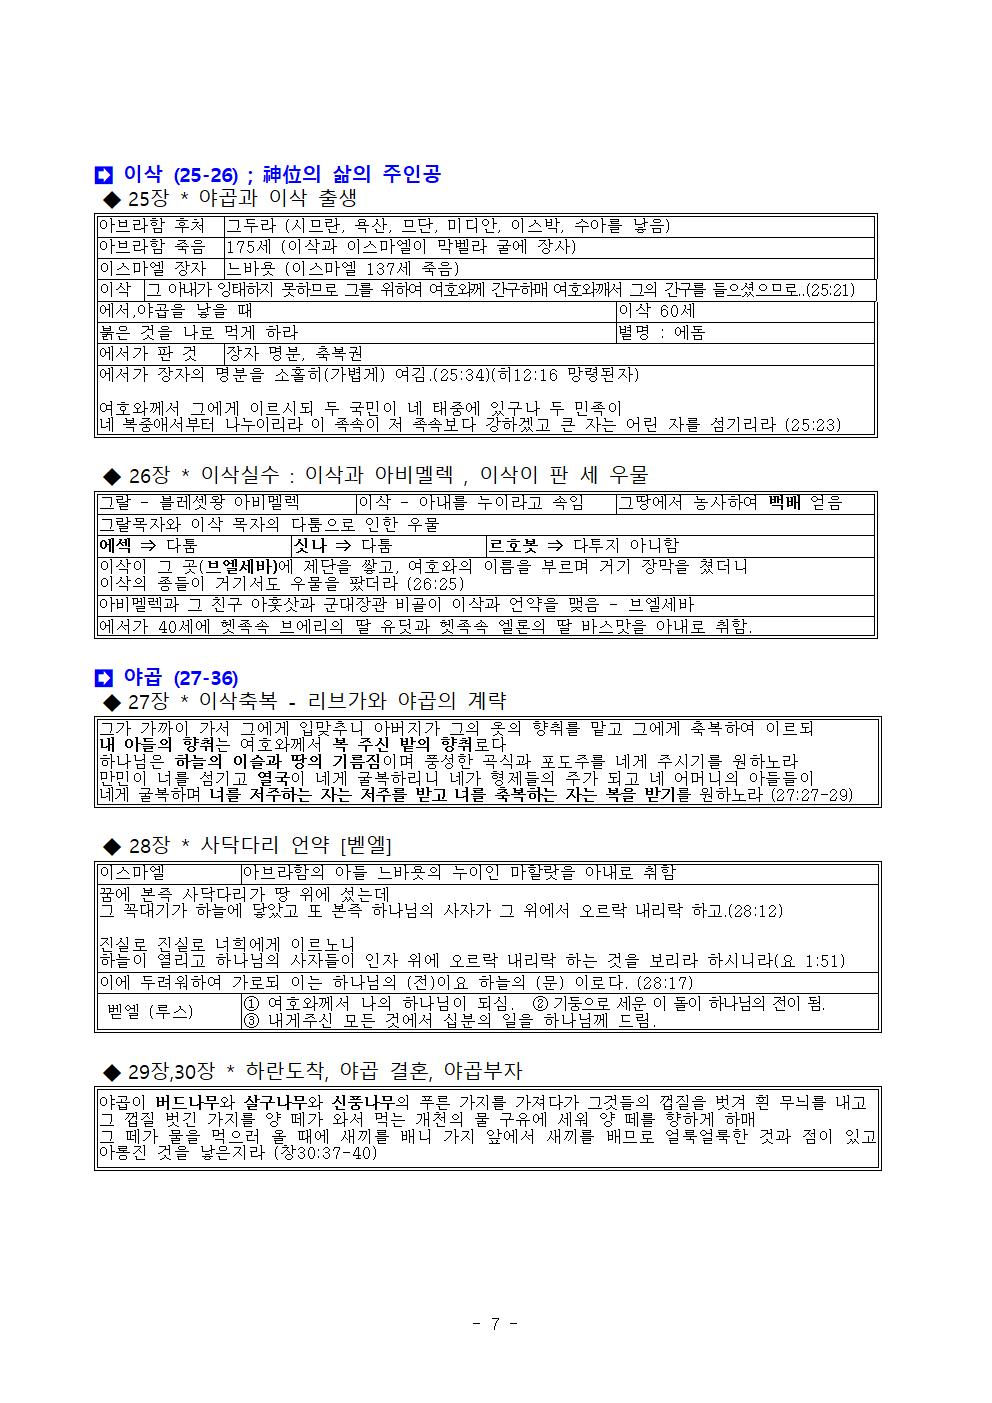 ➡ 이삭 (25-26) ; 神位의 삶의 주인공
◆ 25장 * 야곱과 이삭 출생
아브라함 후처 그두라 (시므란, 욕산, 므단, 미디안, 이스박, 수아를 낳음)
아브라함 죽음 175세 (이삭과 이스마엘이 막벨라 굴에 장사)
이스마엘 장자 느바욧 (이스마엘 137세 죽음)
이삭 그 아내가 잉태하지 못하므로 그를 위하여 여호와께 간구하매 여호와깨서 그의 간구를 들으셨으므로..(25:21)
에서,야곱을 낳을 때 이삭 60세
붉은 것을 나로 먹게 하라 별명 : 에돔
에서가 판 것 장자 명분, 축복권
에서가 장자의 명분을 소홀히(가볍게) 여김.(25:34)(히12:16 망령된자)
여호와께서 그에게 이르시되 두 국민이 네 태중에 있구나 두 민족이
네 복중애서부터 나누이리라 이 족속이 저 족속보다 강하겠고 큰 자는 어린 자를 섬기리라 (25:23)
◆ 26장 * 이삭실수 : 이삭과 아비멜렉 , 이삭이 판 세 우물
그랄 - 블레셋왕 아비멜렉 이삭 - 아내를 누이라고 속임 그땅에서 농사하여 백배 얻음
그랄목자와 이삭 목자의 다툼으로 인한 우물
에섹 ⇒ 다툼 싯나 ⇒ 다툼 르호봇 ⇒ 다투지 아니함
이삭이 그 곳(브엘세바)에 제단을 쌓고, 여호와의 이름을 부르며 거기 장막을 쳤더니
이삭의 종들이 거기서도 우물을 팠더라 (26:25)
아비멜렉과 그 친구 아훗삿과 군대장관 비골이 이삭과 언약을 맺음 - 브엘세바
에서가 40세에 헷족속 브에리의 딸 유딧과 헷족속 엘론의 딸 바스맛을 아내로 취함.
➡ 야곱 (27-36)
◆ 27장 * 이삭축복 - 리브가와 야곱의 계략
그가 가까이 가서 그에게 입맞추니 아버지가 그의 옷의 향취를 맡고 그에게 축복하여 이르되
내 아들의 향취는 여호와께서 복 주신 밭의 향취로다
하나님은 하늘의 이슬과 땅의 기름짐이며 풍성한 곡식과 포도주를 네게 주시기를 원하노라
만민이 너를 섬기고 열국이 네게 굴복하리니 네가 형제들의 주가 되고 네 어머니의 아들들이
네게 굴복하며 너를 저주하는 자는 저주를 받고 너를 축복하는 자는 복을 받기를 원하노라 (27:27-29)
◆ 28장 * 사닥다리 언약 [벧엘]
이스마엘 아브라함의 아들 느바욧의 누이인 마할랏을 아내로 취함
꿈에 본즉 사닥다리가 땅 위에 섰는데
그 꼭대기가 하늘에 닿았고 또 본즉 하나님의 사자가 그 위에서 오르락 내리락 하고.(28:12)
진실로 진실로 너희에게 이르노니
하늘이 열리고 하나님의 사자들이 인자 위에 오르락 내리락 하는 것을 보리라 하시니라(요 1:51)
이에 두려워하여 가로되 이는 하나님의 (전)이요 하늘의 (문) 이로다. (28:17)
벧엘 (루스) ① 여호와께서 나의 하나님이 되심. ② 기둥으로 세운 이 돌이 하나님의 전이 됨.
③ 내게주신 모든 것에서 십분의 일을 하나님께 드림.
◆ 29장,30장 * 하란도착, 야곱 결혼, 야곱부자
야곱이 버드나무와 살구나무와 신풍나무의 푸른 가지를 가져다가 그것들의 껍질을 벗겨 흰 무늬를 내고
그 껍질 벗긴 가지를 양 떼가 와서 먹는 개천의 물 구유에 세워 양 떼를 향하게 하매
그 떼가 물을 먹으러 올 때에 새끼를 배니 가지 앞에서 새끼를 배므로 얼룩얼룩한 것과 점이 있고
아롱진 것을 낳은지라 (창30:37-40)
- 7 -